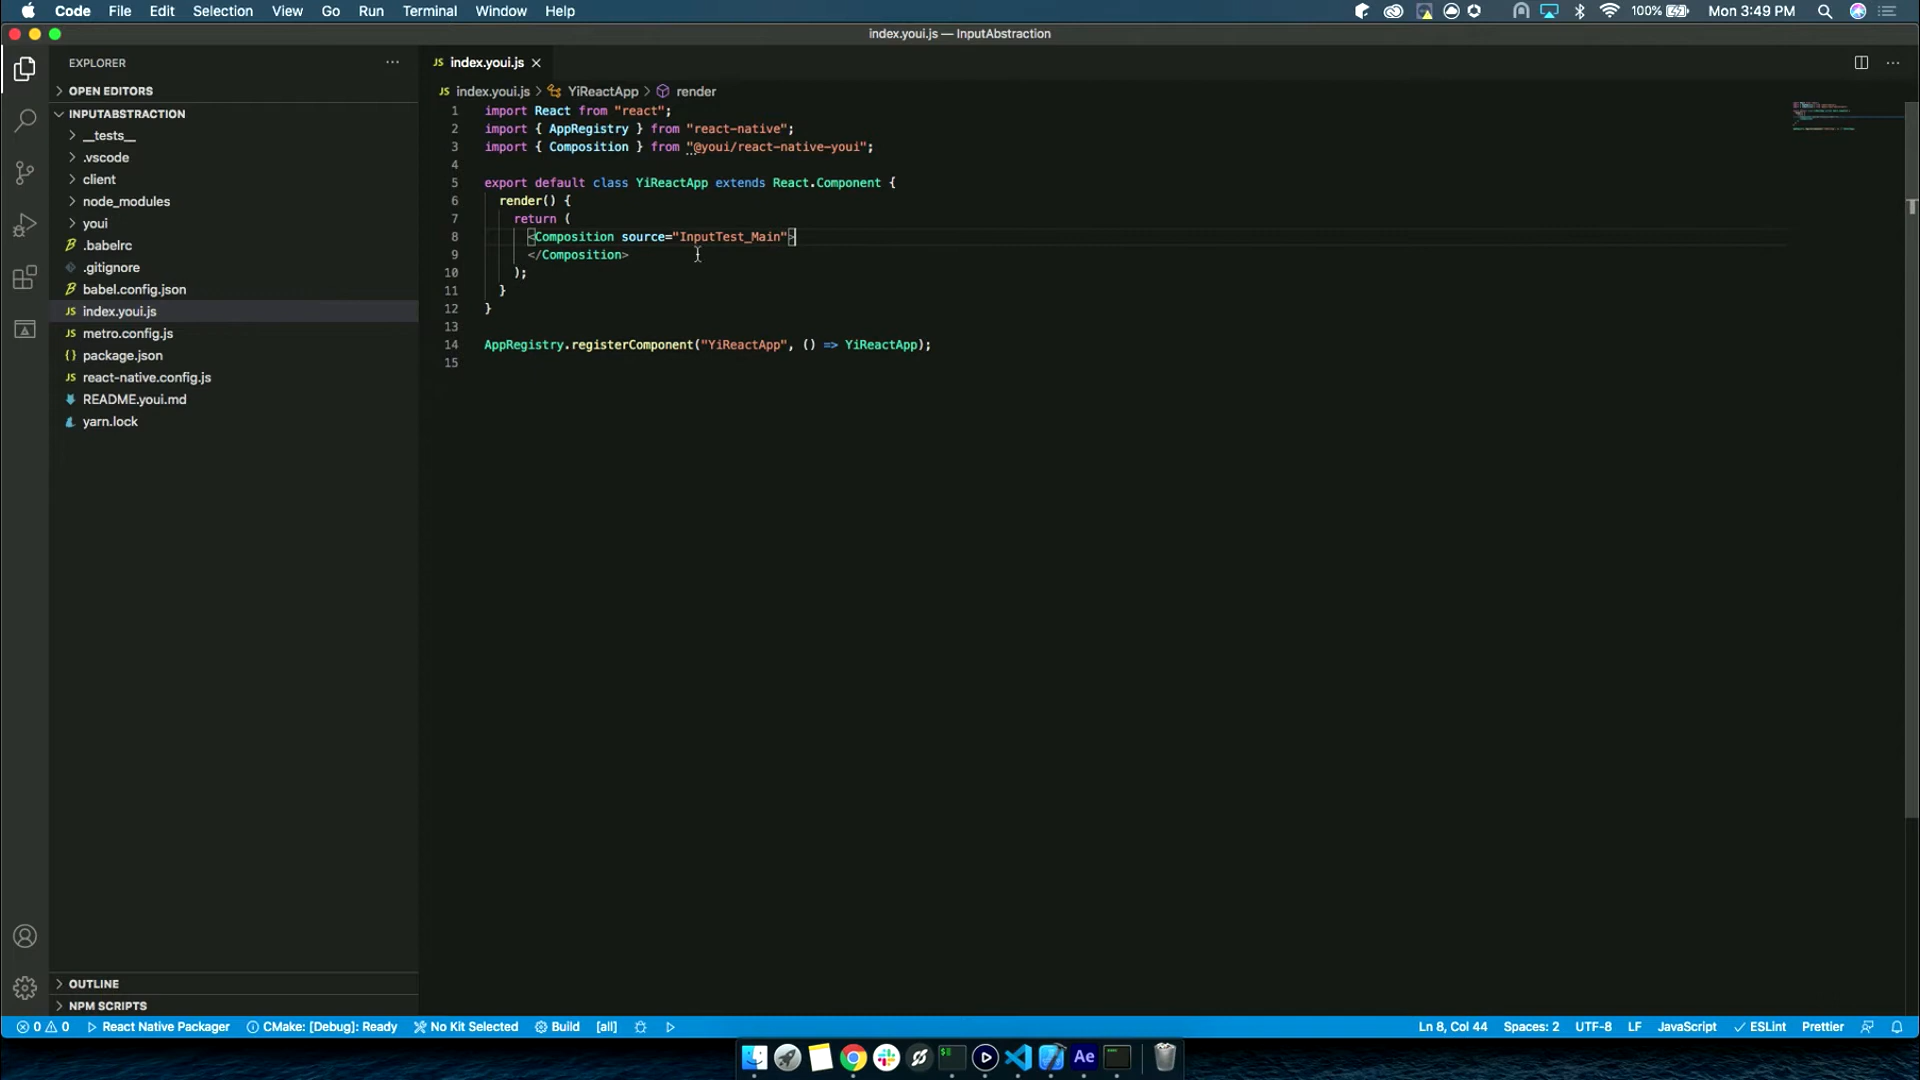 Code File Edit Selection View Go Run Terminal Window Help 100% Mon 3:49 PM
index.youi.js — InputAbstraction
EXPLORER
OPEN EDITORS
INPUTABSTRACTION
__tests__
.vscode
client
node_modules
youi
.babelrc
.gitignore
babel.config.json
JS index.youi.js
JS metro.config.js
{} package.json
JS react-native.config.js
README.youi.md
yarn.lock
OUTLINE
NPM SCRIPTS
JS index.youi.js
JS index.youi.js > YiReactApp > render
1 import React from "react";
2 import { AppRegistry } from "react-native";
3 import { Composition } from "@youi/react-native-youi";
4
5 export default class YiReactApp extends React.Component {
6 render() {
7 return (
8 <Composition source="InputTest_Main">
9 </Composition>
10 );
11 }
12 }
13
14 AppRegistry.registerComponent("YiReactApp", () => YiReactApp);
15
0 0 React Native Packager CMake: [Debug]: Ready No Kit Selected Build [all] Ln 8, Col 44 Spaces: 2 UTF-8 LF JavaScript ESLint Prettier
Ae